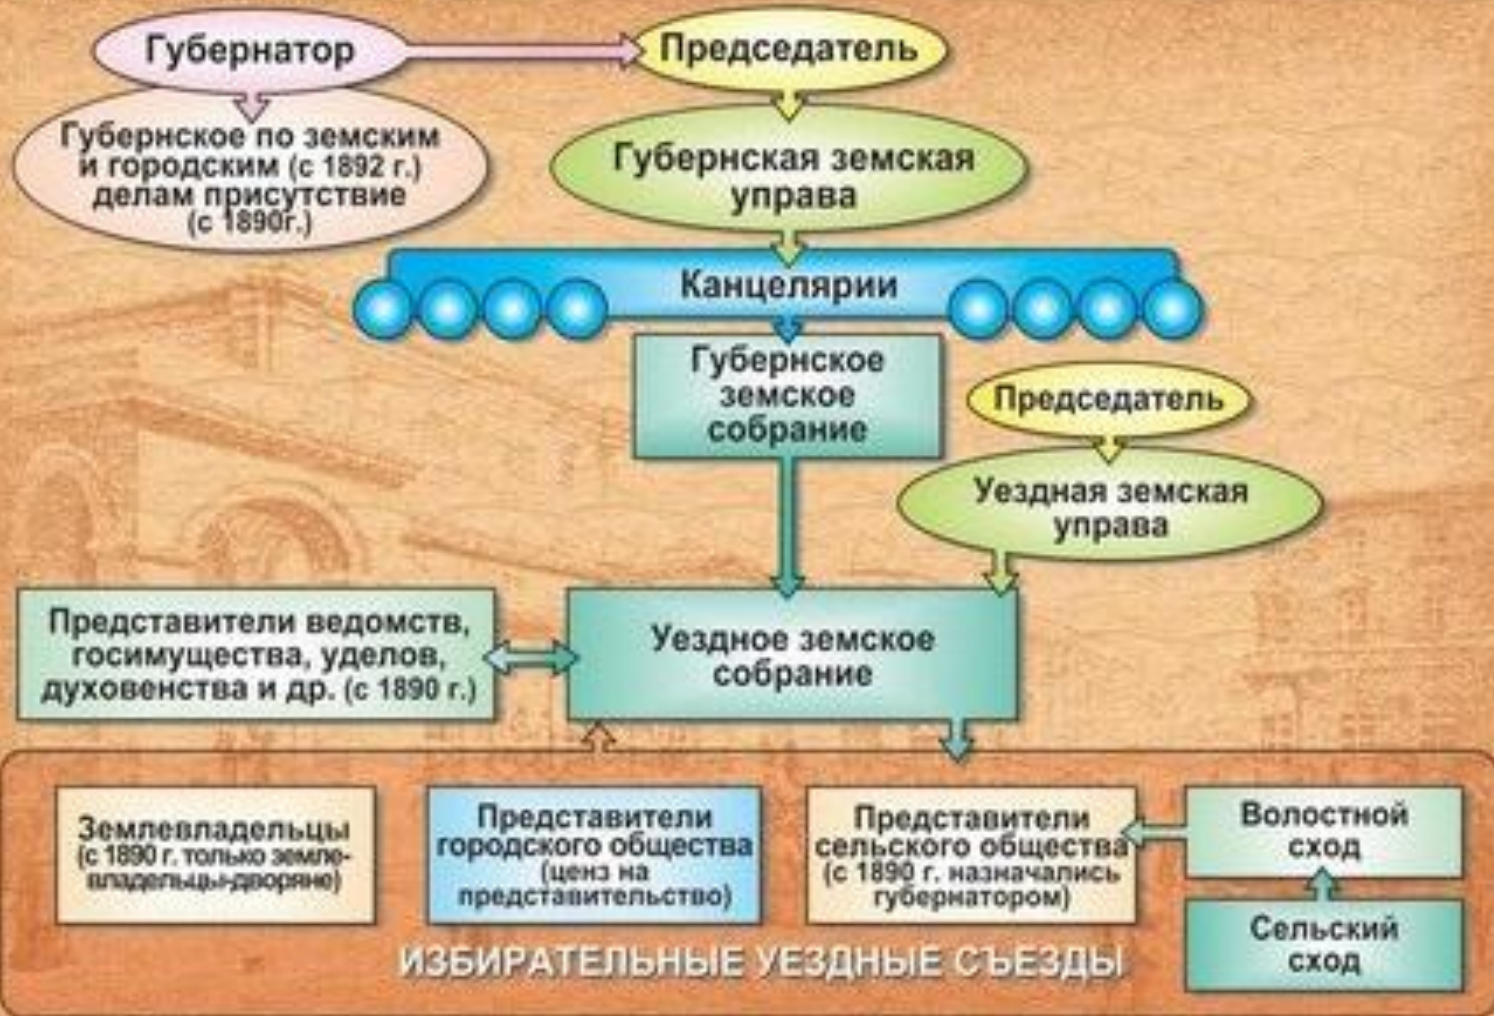 Губернатор
Председатель
Губернское по земским
и городским (с 1892 г.)
делам присутствие
(с 1890г.)
Губернская земская
управа
Канцелярии
Губернское
земское
собрание
Председатель
Уездная земская
управа
Представители ведомств,
госимущества, уделов,
духовенства и др. (с 1890 г.)
Уездное земское
собрание
Землевладельцы
(с 1890 г. только земле-
владельцы-дворяне)
Представители
городского общества
(ценз на
представительство)
Представители
сельского общества
(с 1890 г. назначались
губернатором)
Волостной
сход
Сельский
сход
ИЗБИРАТЕЛЬНЫЕ УЕЗДНЫЕ СЪЕЗДЫ